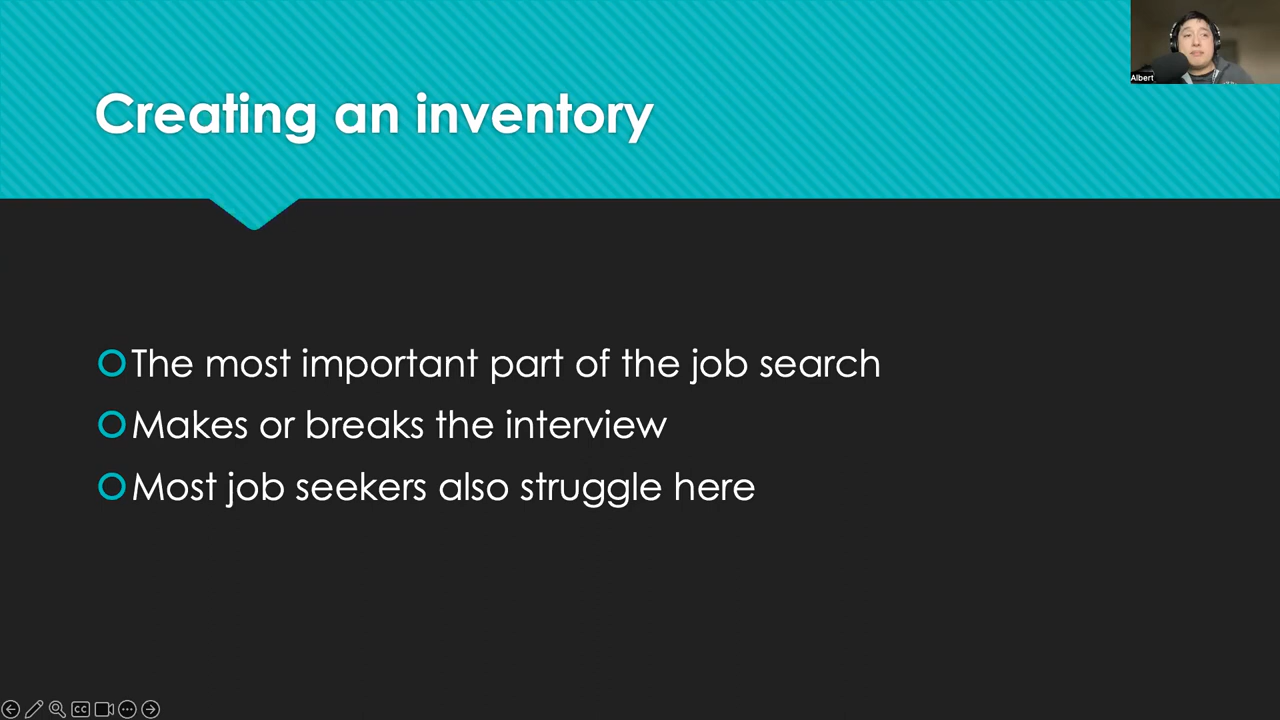 Albert
Creating an inventory
The most important part of the job search
Makes or breaks the interview
Most job seekers also struggle here
CC